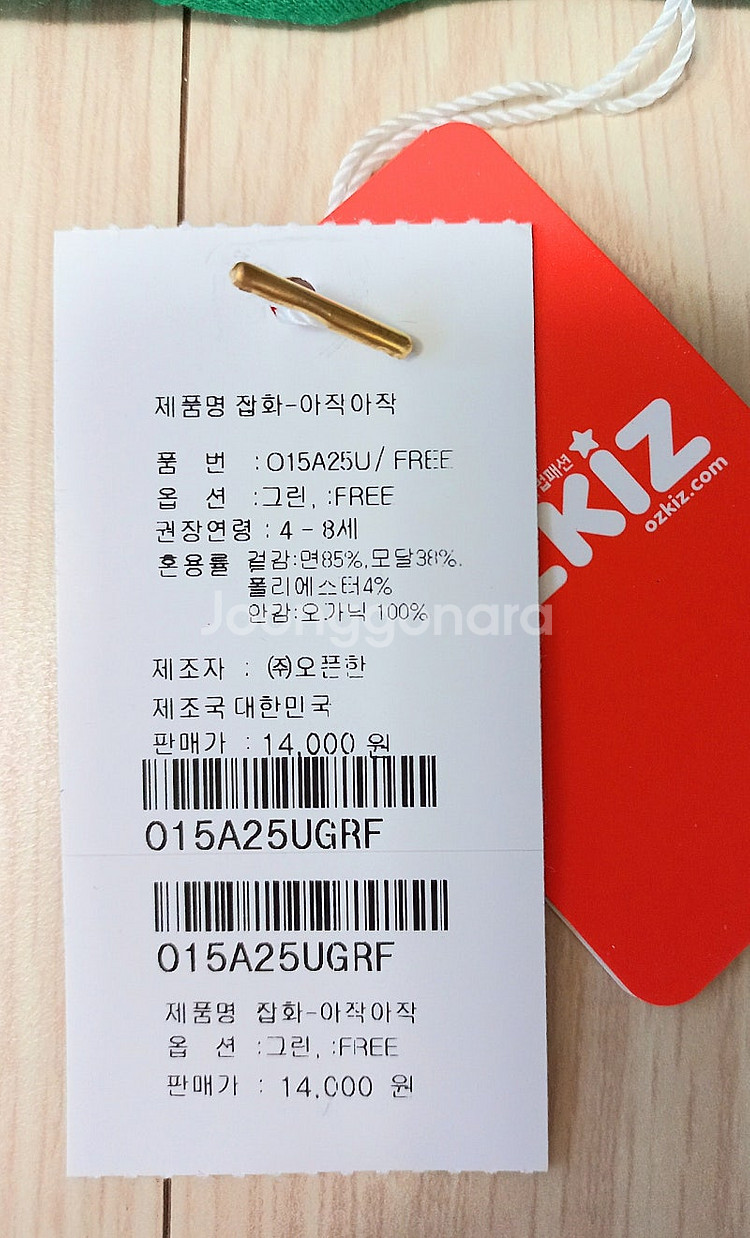 제품명 잡화-아작아작
품 번 :O15A25U/ FREE
옵 션 :그린, :FREE
권장연령 : 4 - 8세
혼용률 겉감:면85%,모달38%.
폴리에스터4%
안감:오가닉 100%
Joonggonara
제조자 : ㈜오픈한
제조국 대한민국
판매가 : 14,000 원
O15A25UGRF
O15A25UGRF
제품명 잡화-아작아작
옵 션 :그린, :FREE
판매가 : 14,000 원
ZKIZ
ozkiz.com